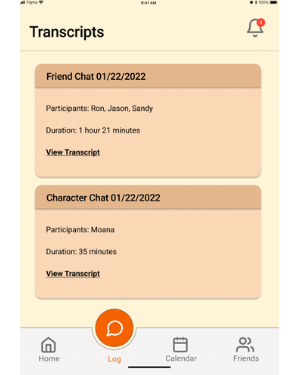 Figma
9:41 AM
100%
Transcripts
2
Friend Chat 01/22/2022
Participants: Ron, Jason, Sandy
Duration: 1 hour 21 minutes
View Transcript
Character Chat 01/22/2022
Participants: Moana
Duration: 35 minutes
View Transcript
Home
Log
Calendar
Friends